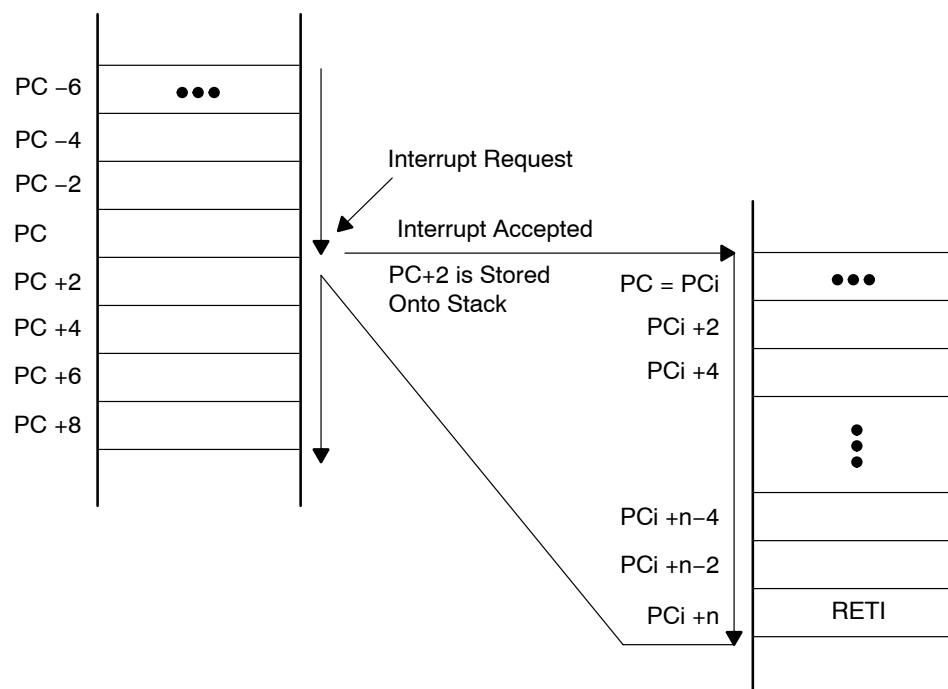 PC −6
PC −4
PC −2
PC
PC +2
PC +4
PC +6
PC +8
Interrupt Request
Interrupt Accepted
PC+2 is Stored
Onto Stack
PC = PCi
PCi +2
PCi +4
PCi +n−4
PCi +n−2
PCi +n
RETI